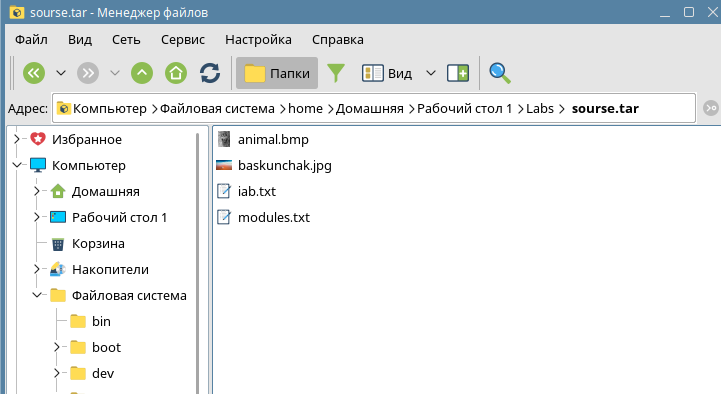 sourse.tar - Менеджер файлов
Файл Вид Сеть Сервис Настройка Справка
Папки Вид
Адрес: Компьютер Файловая система home Домашняя Рабочий стол 1 Labs sourse.tar
Избранное
Компьютер
Домашняя
Рабочий стол 1
Корзина
Накопители
Файловая система
bin
boot
dev
animal.bmp
baskunchak.jpg
iab.txt
modules.txt